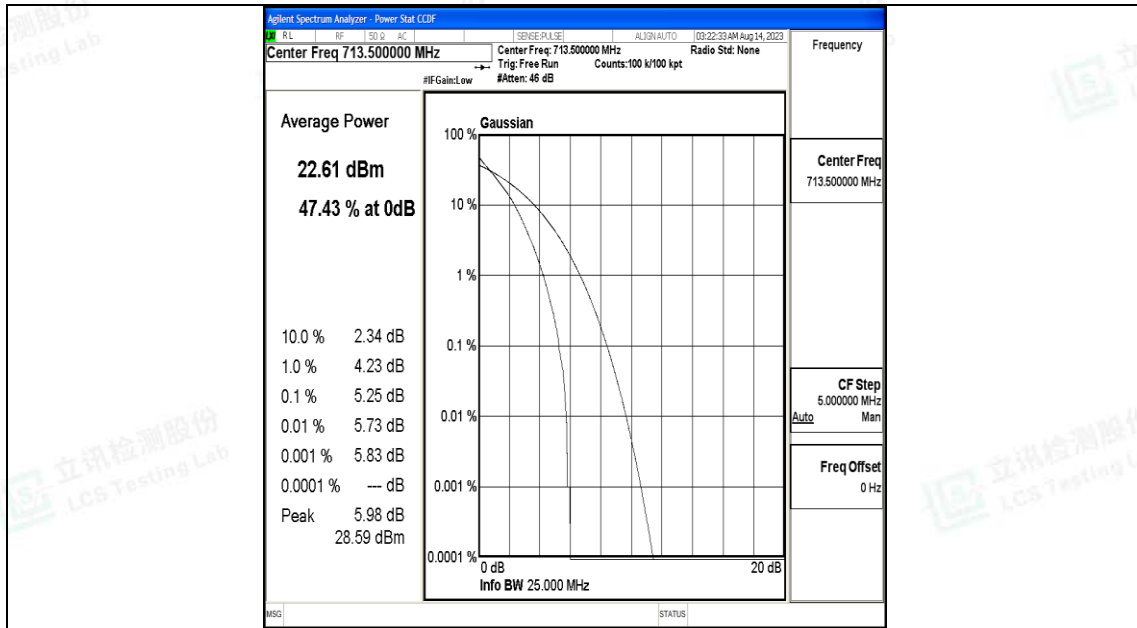 Agilent Spectrum Analyzer - Power Stat CCDF
RL RF 50 Ω AC SENSE:PULSE ALIGN AUTO 03:22:33 AM Aug 14, 2023
Center Freq 713.500000 MHz
Center Freq: 713.500000 MHz Radio Std: None
Trig: Free Run Counts:100 k/100 kpt
#IFGain:Low #Atten: 46 dB
Frequency
Average Power
22.61 dBm
47.43 % at 0dB
10.0 % 2.34 dB
1.0 % 4.23 dB
0.1 % 5.25 dB
0.01 % 5.73 dB
0.001 % 5.83 dB
0.0001 % --- dB
Peak 5.98 dB
28.59 dBm
Gaussian
100 %
10 %
1 %
0.1 %
0.01 %
0.001 %
0.0001 %
0 dB 20 dB
Info BW 25.000 MHz
Center Freq
713.500000 MHz
CF Step
5.000000 MHz
Auto Man
Freq Offset
0 Hz
MSG STATUS
立讯检测股份
LCS Testing Lab